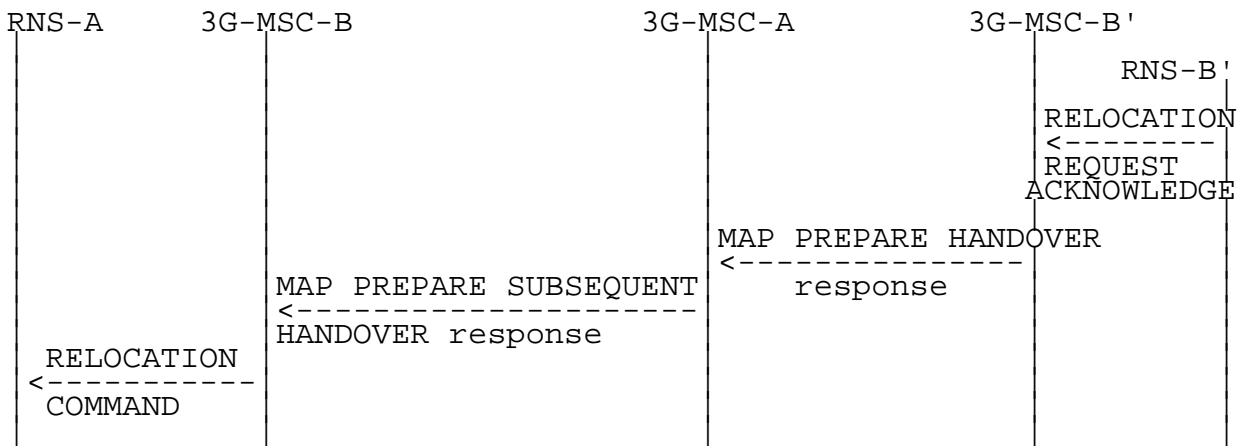 RNS-A 3G-MSC-B 3G-MSC-A 3G-MSC-B'
RNS-B'
RELOCATION
REQUEST
ACKNOWLEDGE
MAP PREPARE HANDOVER
response
MAP PREPARE SUBSEQUENT
HANDOVER response
RELOCATION
COMMAND